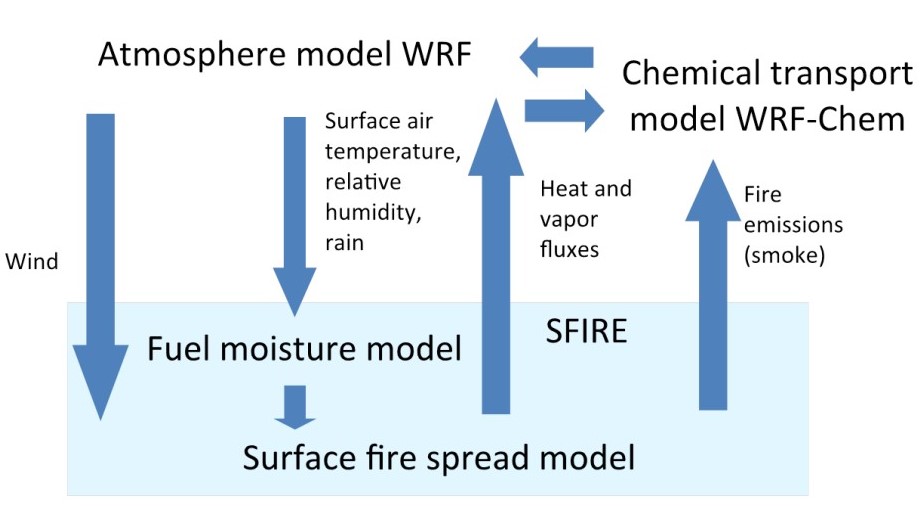 Atmosphere model WRF
Chemical transport
model WRF-Chem
Surface air
temperature,
relative
humidity,
rain
Heat and
vapor
fluxes
Fire
emissions
(smoke)
Wind
SFIRE
Fuel moisture model
Surface fire spread model